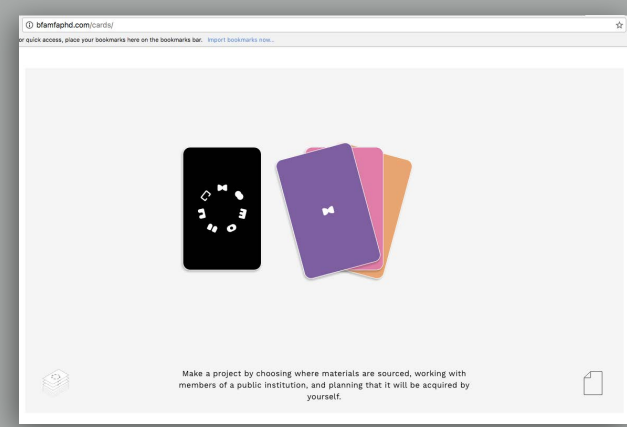 bfamfaphd.com/cards/
or quick access, place your bookmarks here on the bookmarks bar. Import bookmarks now...
Make a project by choosing where materials are sourced, working with
members of a public institution, and planning that it will be acquired by
yourself.